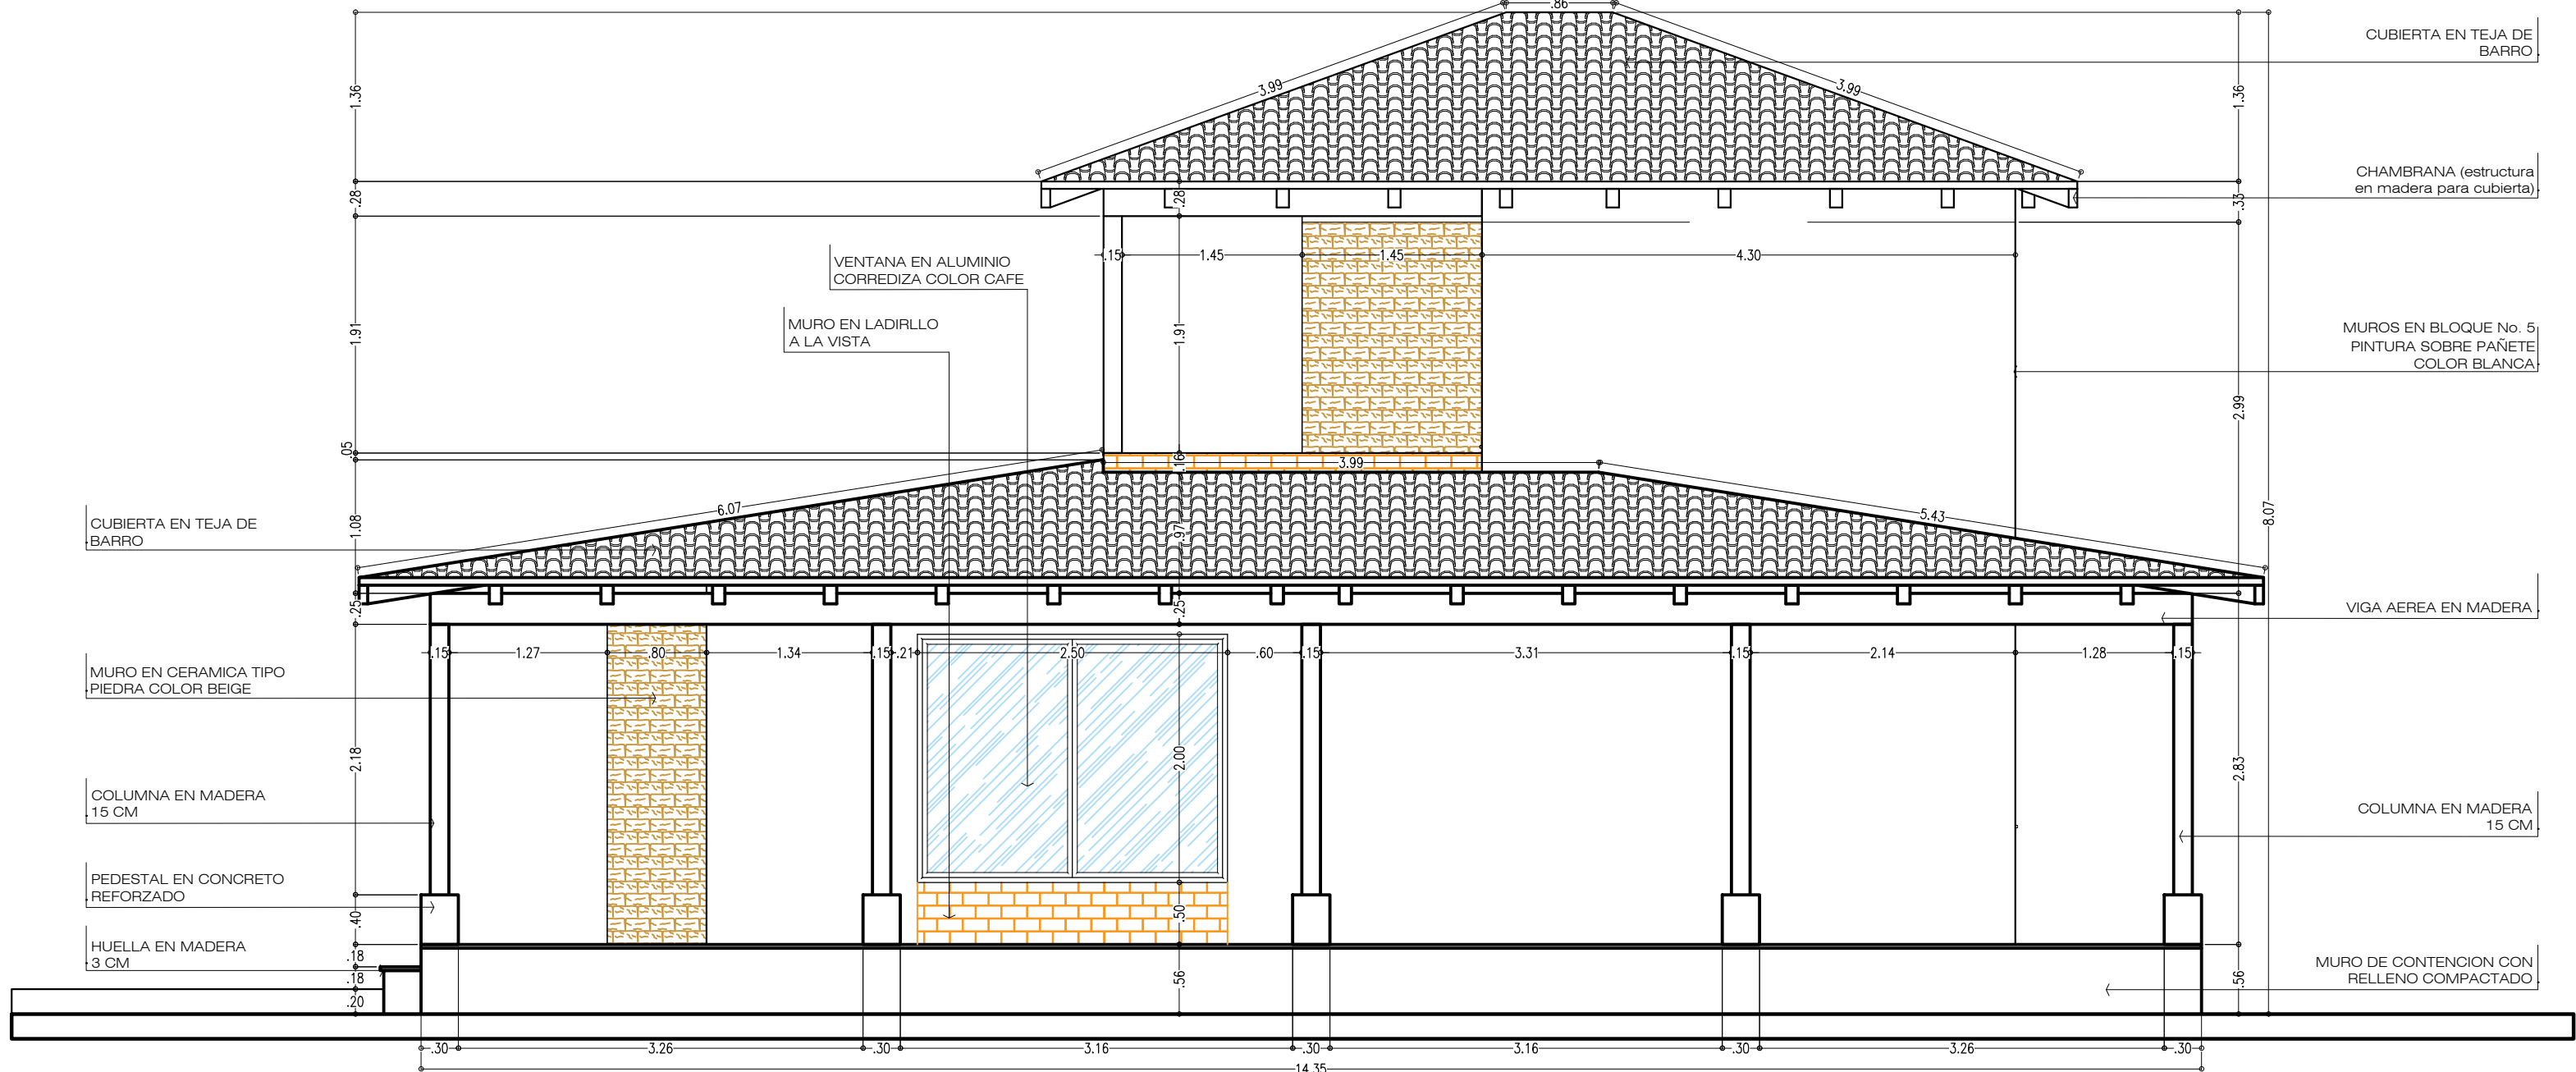 .86
CUBIERTA EN TEJA DE
BARRO
3.99
3.99
1.36
1.36
CHAMBRANA (estructura
en madera para cubierta)
.28
.28
.33
VENTANA EN ALUMINIO
CORREDIZA COLOR CAFE
.15
1.45
1.45
4.30
MURO EN LADIRLLO
A LA VISTA
1.91
1.91
MUROS EN BLOQUE No. 5
PINTURA SOBRE PAÑETE
COLOR BLANCA
2.99
.05
.16
3.99
6.07
5.43
8.07
CUBIERTA EN TEJA DE
BARRO
1.08
.97
.25
.25
VIGA AEREA EN MADERA
.15
1.27
.80
1.34
.15
.21
2.50
.60
.15
3.31
.15
2.14
1.28
.15
MURO EN CERAMICA TIPO
PIEDRA COLOR BEIGE
2.18
2.00
2.83
COLUMNA EN MADERA
15 CM
COLUMNA EN MADERA
15 CM
PEDESTAL EN CONCRETO
REFORZADO
.40
.50
HUELLA EN MADERA
3 CM
.18
.18
.20
.56
.56
MURO DE CONTENCION CON
RELLENO COMPACTADO
.30
3.26
.30
3.16
.30
3.16
.30
3.26
.30
14.35